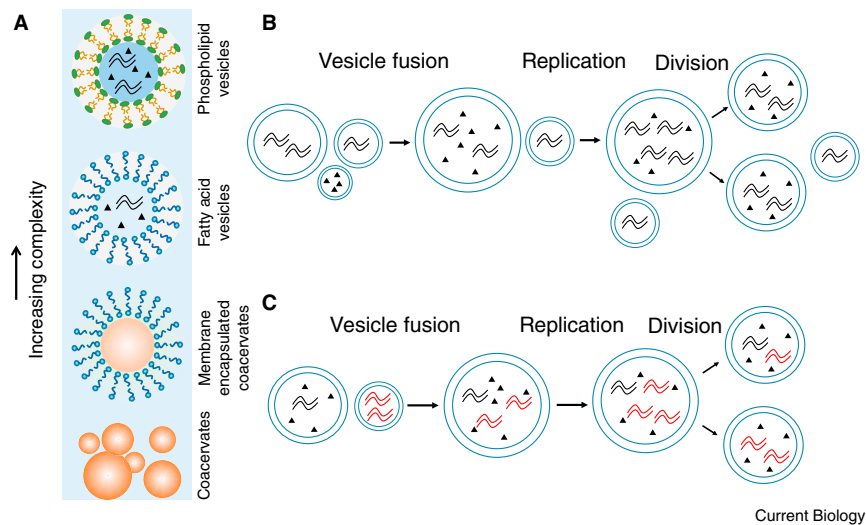 A
Increasing complexity
Phospholipid
vesicles
Fatty acid
vesicles
Membrane
encapsulated
coacervates
Coacervates
B
Vesicle fusion
Replication
Division
C
Vesicle fusion
Replication
Division
Current Biology